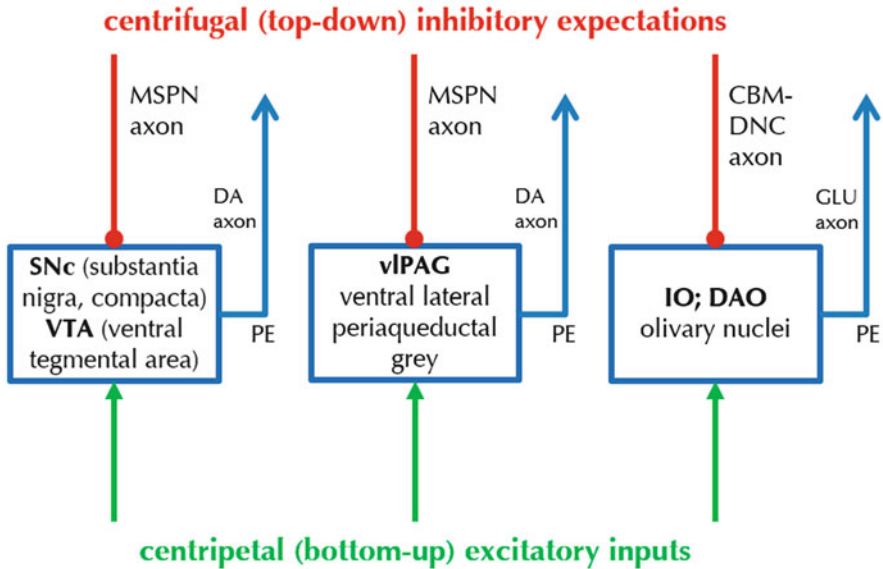 centrifugal (top-down) inhibitory expectations
MSPN
axon
MSPN
axon
CBM-
DNC
axon
DA
axon
DA
axon
GLU
axon
SNc (substantia
nigra, compacta)
VTA (ventral
tegmental area)
PE
vlPAG
ventral lateral
periaqueductal
grey
PE
IO; DAO
olivary nuclei
PE
centripetal (bottom-up) excitatory inputs